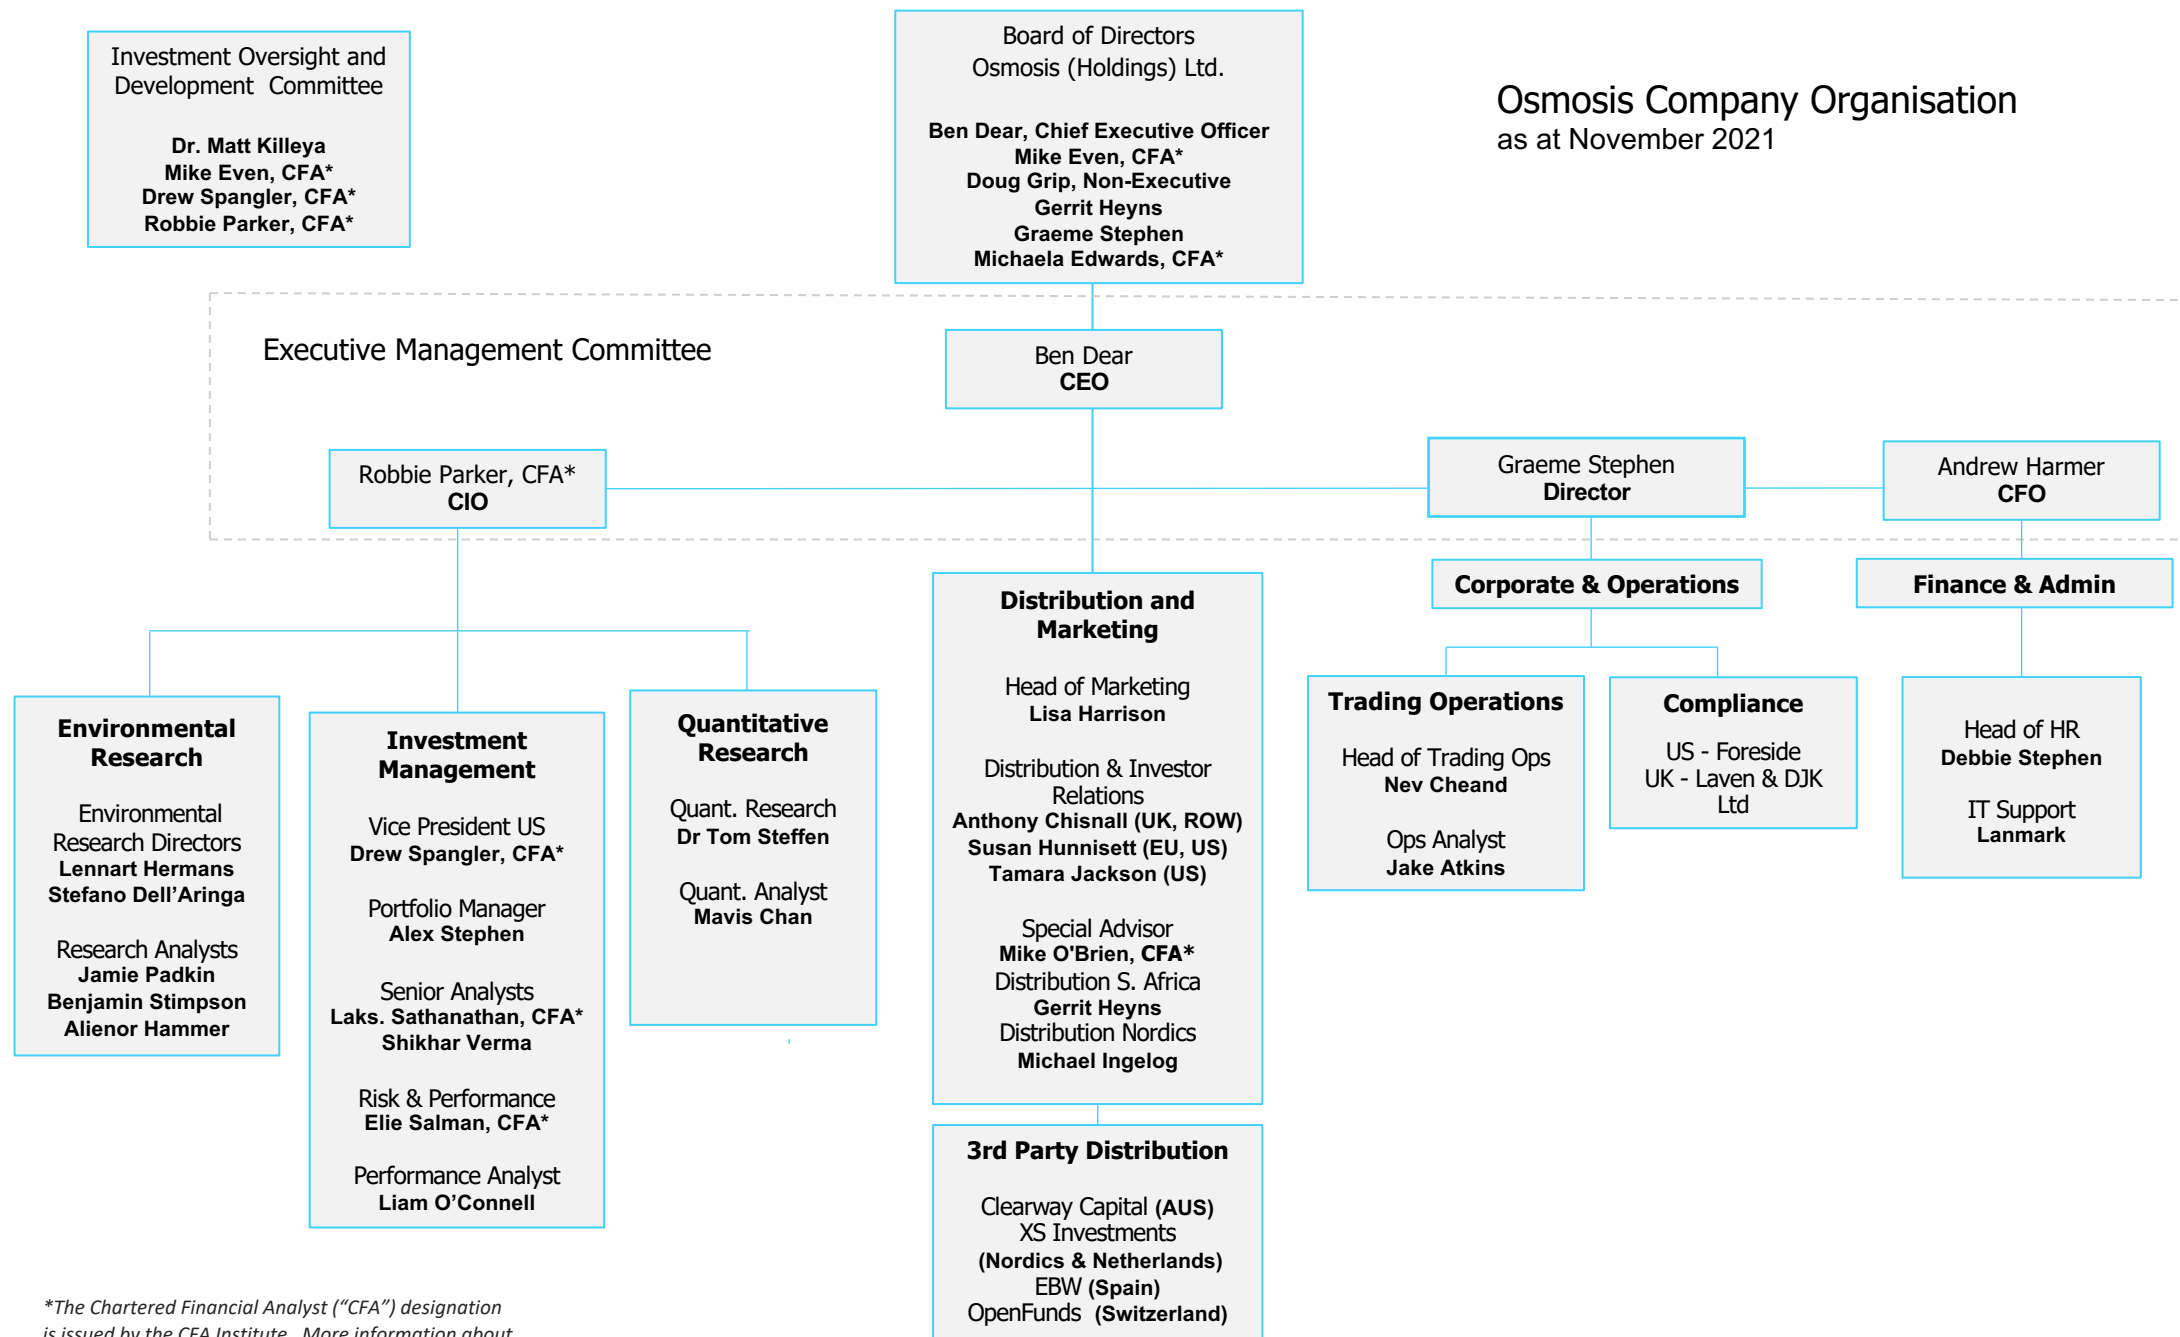 Investment Oversight and
Development Committee
Dr. Matt Killeya
Mike Even, CFA*
Drew Spangler, CFA*
Robbie Parker, CFA*
Board of Directors
Osmosis (Holdings) Ltd.
Ben Dear, Chief Executive Officer
Mike Even, CFA*
Doug Grip, Non-Executive
Gerrit Heyns
Graeme Stephen
Michaela Edwards, CFA*
Osmosis Company Organisation
as at November 2021
Executive Management Committee
Ben Dear
CEO
Robbie Parker, CFA*
CIO
Graeme Stephen
Director
Andrew Harmer
CFO
Environmental
Research
Environmental
Research Directors
Lennart Hermans
Stefano Dell’Aringa
Research Analysts
Jamie Padkin
Benjamin Stimpson
Alienor Hammer
Investment
Management
Vice President US
Drew Spangler, CFA*
Portfolio Manager
Alex Stephen
Senior Analysts
Laks. Sathanathan, CFA*
Shikhar Verma
Risk & Performance
Elie Salman, CFA*
Performance Analyst
Liam O’Connell
Quantitative
Research
Quant. Research
Dr Tom Steffen
Quant. Analyst
Mavis Chan
Distribution and
Marketing
Head of Marketing
Lisa Harrison
Distribution & Investor
Relations
Anthony Chisnall (UK, ROW)
Susan Hunnisett (EU, US)
Tamara Jackson (US)
Special Advisor
Mike O'Brien, CFA*
Distribution S. Africa
Gerrit Heyns
Distribution Nordics
Michael Ingelog
3rd Party Distribution
Clearway Capital (AUS)
XS Investments
(Nordics & Netherlands)
EBW (Spain)
OpenFunds (Switzerland)
Corporate & Operations
Trading Operations
Head of Trading Ops
Nev Cheand
Ops Analyst
Jake Atkins
Compliance
US - Foreside
UK - Laven & DJK
Ltd
Finance & Admin
Head of HR
Debbie Stephen
IT Support
Lanmark
*The Chartered Financial Analyst (“CFA”) designation
is issued by the CFA Institute. More information about